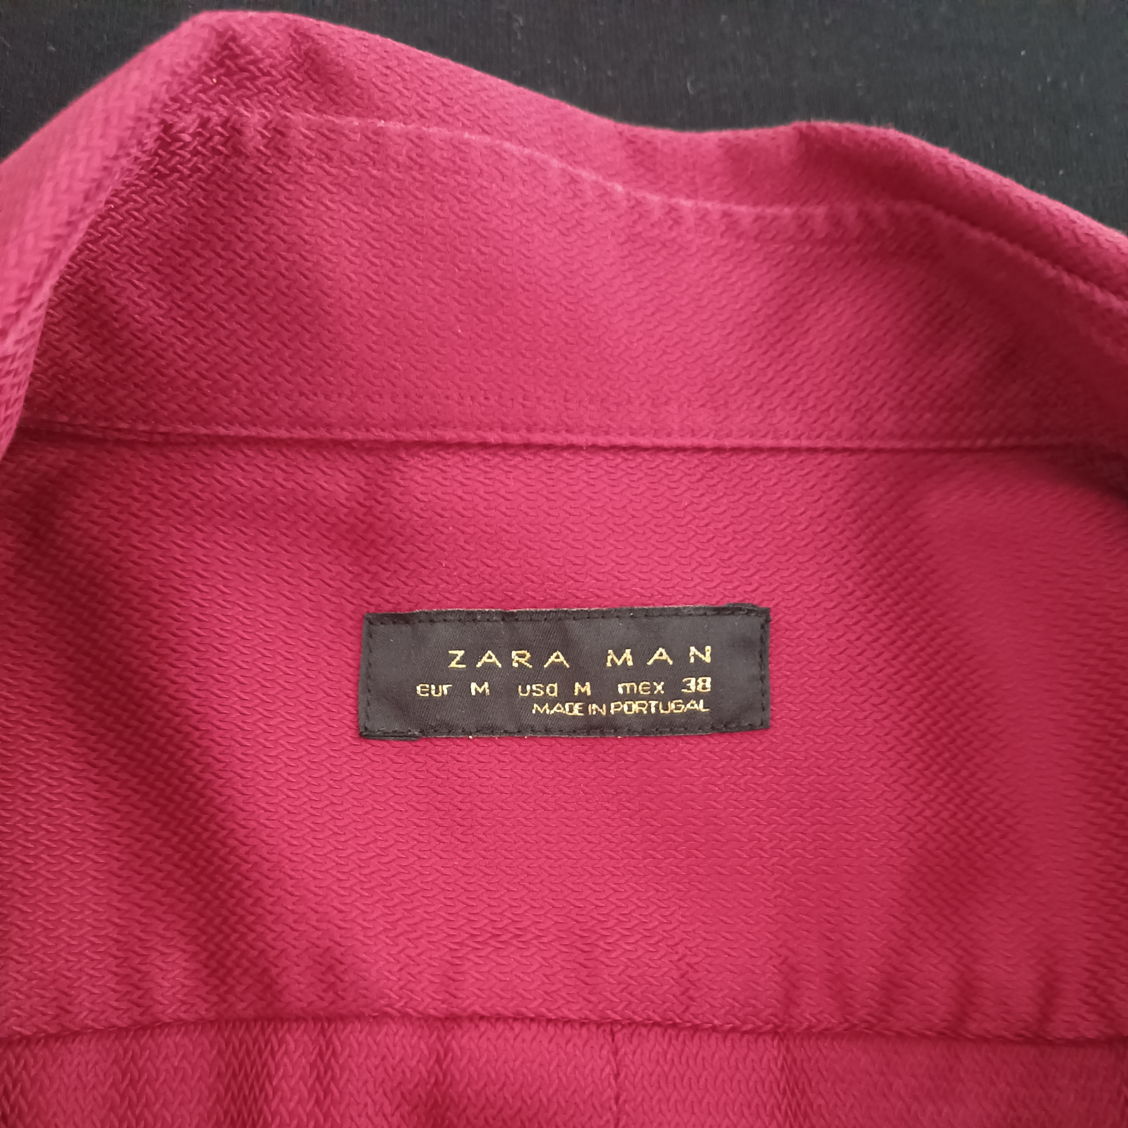 ZARA MAN
eur M usa M mex 38
MADE IN PORTUGAL